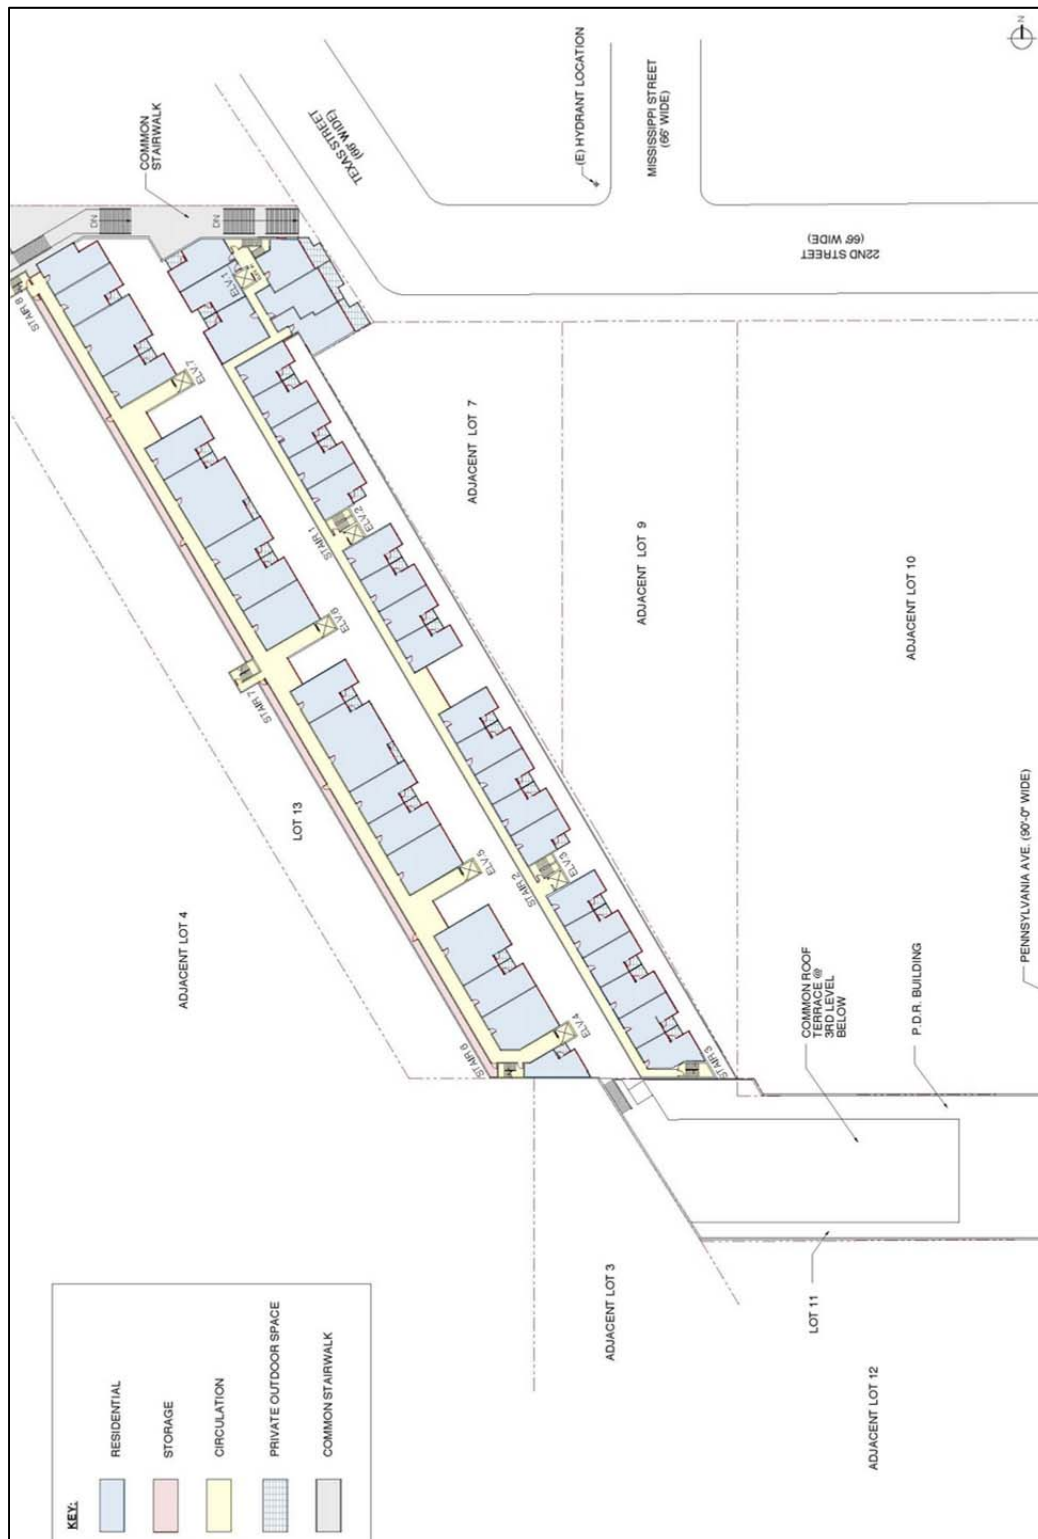 N
COMMON
STAIRWALK
TEXAS STREET
(66' WIDE)
(E) HYDRANT LOCATION
MISSISSIPPI STREET
(66' WIDE)
22ND STREET
(66' WIDE)
DN
DN
STAIR 8
ELV.7
ELV.1
STAIR 1
ELV.2
ADJACENT LOT 7
STAIR 7
ELV.6
ADJACENT LOT 9
LOT 13
ADJACENT LOT 10
ELV.5
STAIR 2
ELV.3
ADJACENT LOT 4
STAIR 6
ELV.4
STAIR 3
COMMON ROOF
TERRACE @
3RD LEVEL
BELOW
P.D.R. BUILDING
PENNSYLVANIA AVE. (90'-0" WIDE)
ADJACENT LOT 3
LOT 11
ADJACENT LOT 12
KEY:
RESIDENTIAL
STORAGE
CIRCULATION
PRIVATE OUTDOOR SPACE
COMMON STAIRWALK